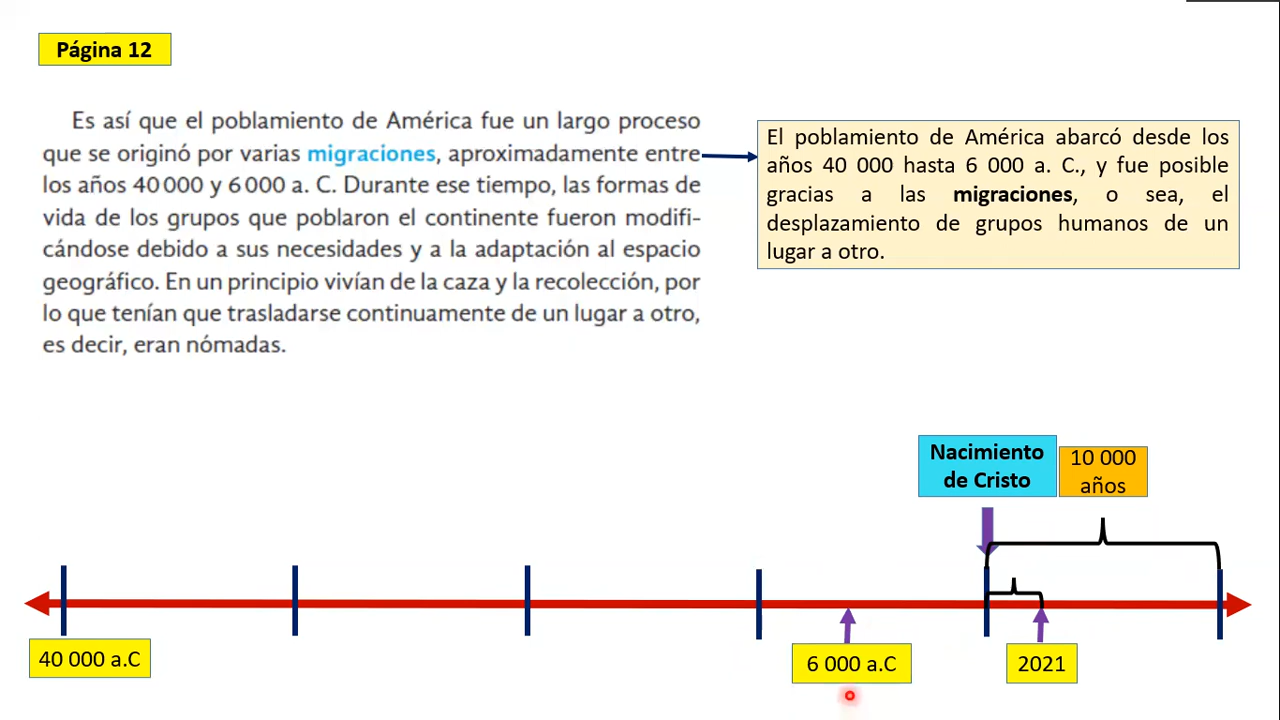 Página 12
Es así que el poblamiento de América fue un largo proceso
que se originó por varias migraciones, aproximadamente entre
los años 40 000 y 6 000 a. C. Durante ese tiempo, las formas de
vida de los grupos que poblaron el continente fueron modifi-
cándose debido a sus necesidades y a la adaptación al espacio
geográfico. En un principio vivían de la caza y la recolección, por
lo que tenían que trasladarse continuamente de un lugar a otro,
es decir, eran nómadas.
El poblamiento de América abarcó desde los
años 40 000 hasta 6 000 a. C., y fue posible
gracias a las migraciones, o sea, el
desplazamiento de grupos humanos de un
lugar a otro.
Nacimiento
de Cristo
10 000
años
40 000 a.C
6 000 a.C
2021